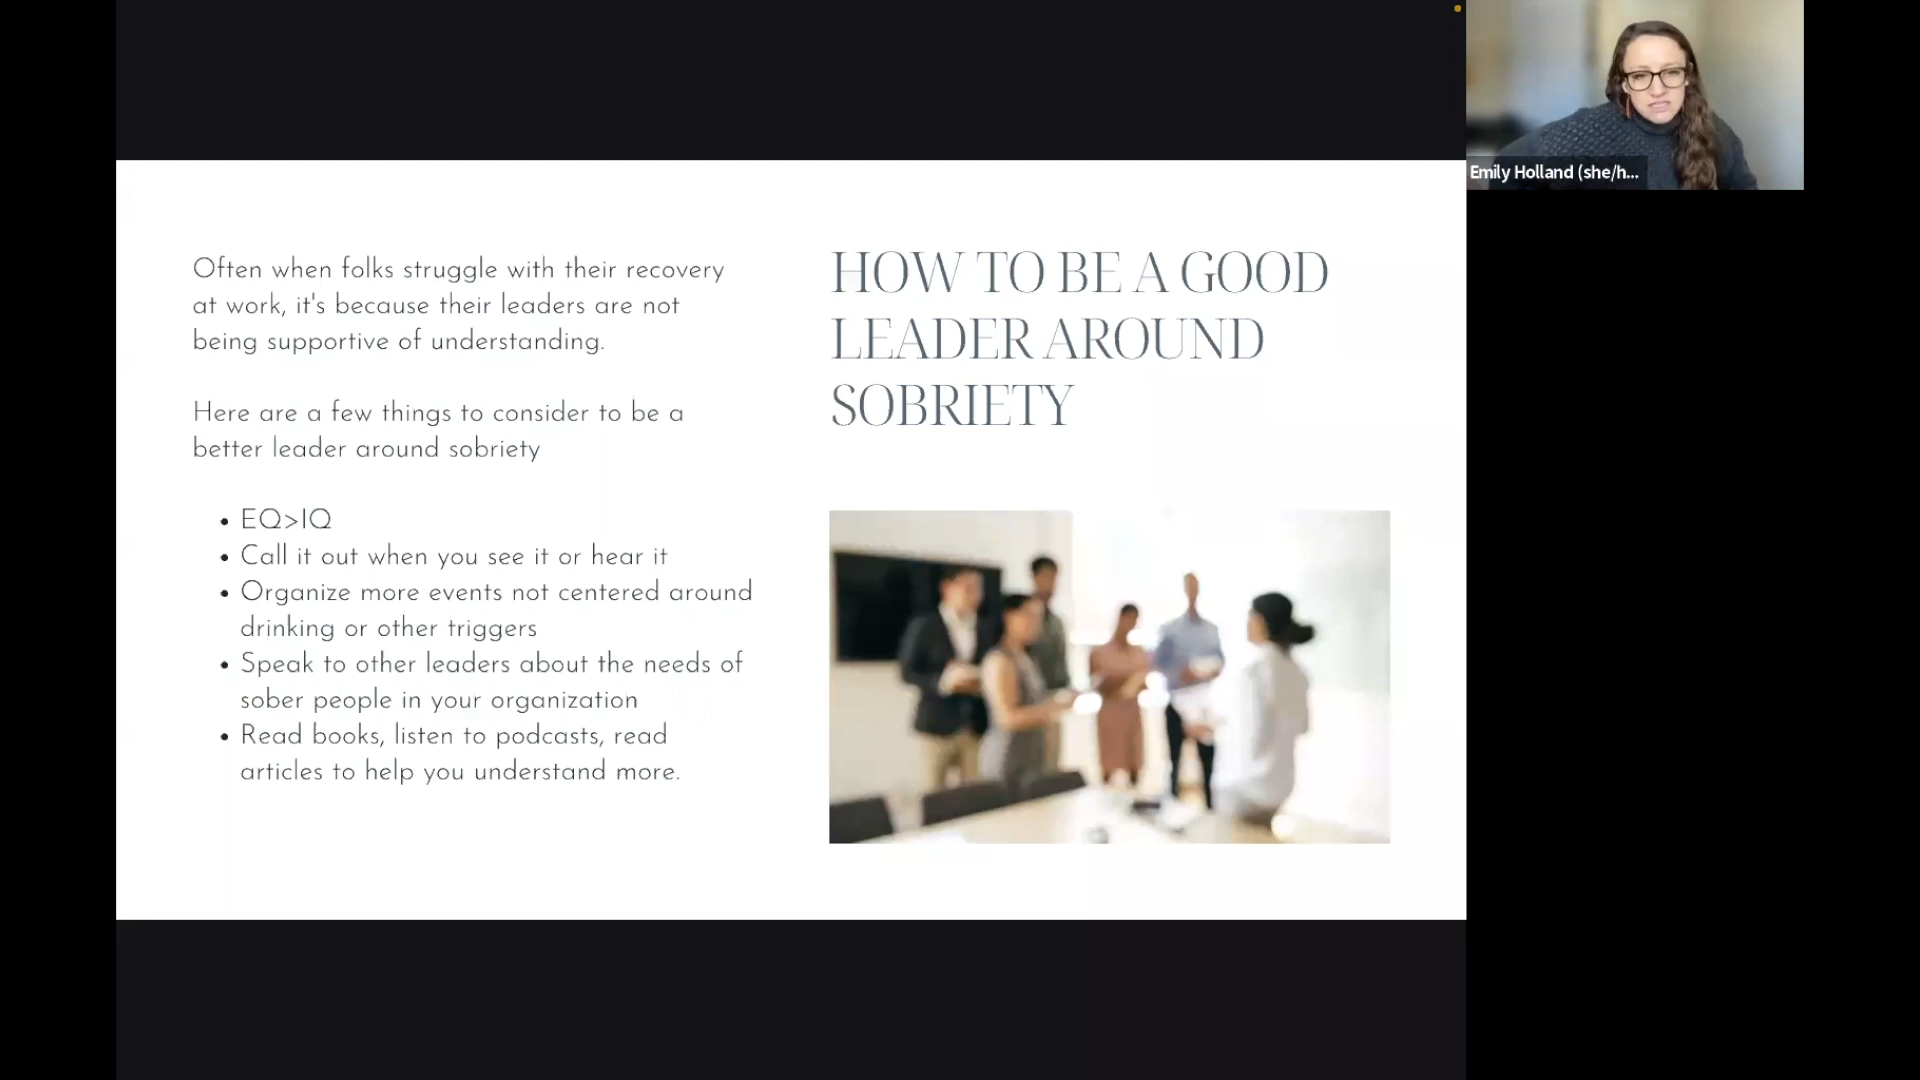 Often when folks struggle with their recovery
at work, it's because their leaders are not
being supportive of understanding.
Here are a few things to consider to be a
better leader around sobriety
• EQ>IQ
• Call it out when you see it or hear it
• Organize more events not centered around
drinking or other triggers
• Speak to other leaders about the needs of
sober people in your organization
• Read books, listen to podcasts, read
articles to help you understand more.
HOW TO BE A GOOD
LEADER AROUND
SOBRIETY
Emily Holland (she/h...